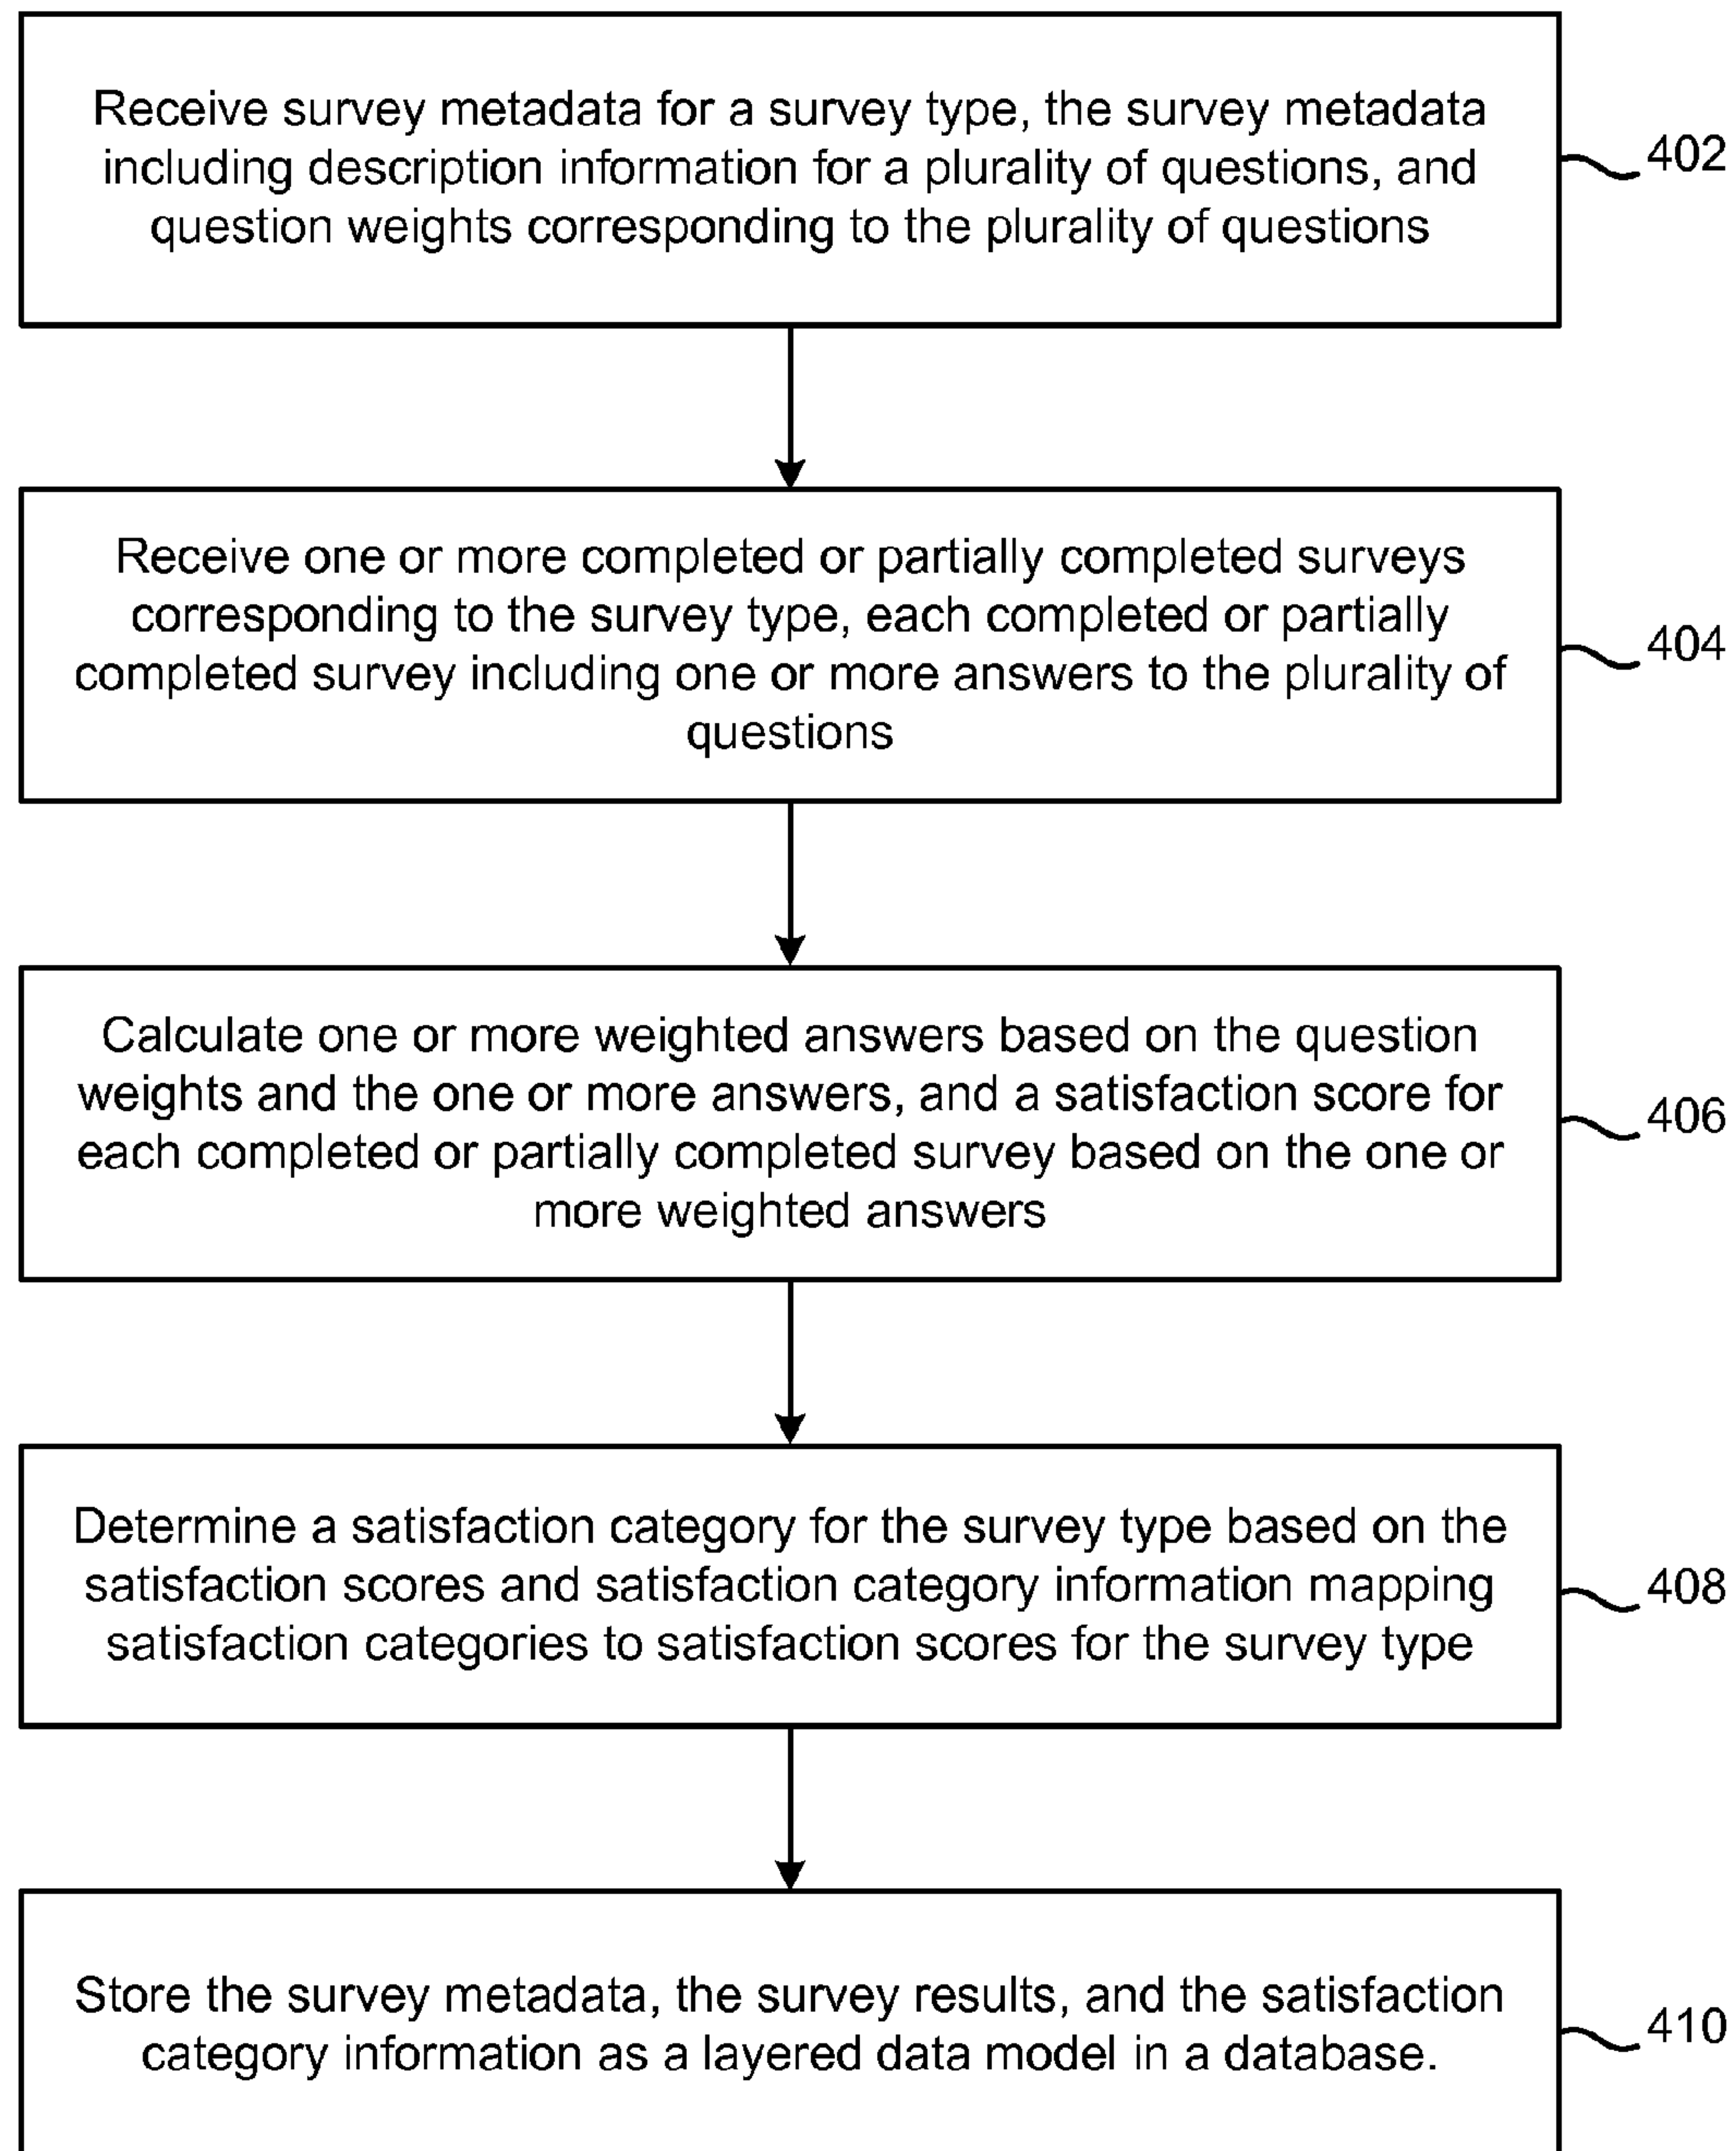 Receive survey metadata for a survey type, the survey metadata
including description information for a plurality of questions, and
question weights corresponding to the plurality of questions
402
Receive one or more completed or partially completed surveys
corresponding to the survey type, each completed or partially
completed survey including one or more answers to the plurality of
questions
404
Calculate one or more weighted answers based on the question
weights and the one or more answers, and a satisfaction score for
each completed or partially completed survey based on the one or
more weighted answers
406
Determine a satisfaction category for the survey type based on the
satisfaction scores and satisfaction category information mapping
satisfaction categories to satisfaction scores for the survey type
408
Store the survey metadata, the survey results, and the satisfaction
category information as a layered data model in a database.
410